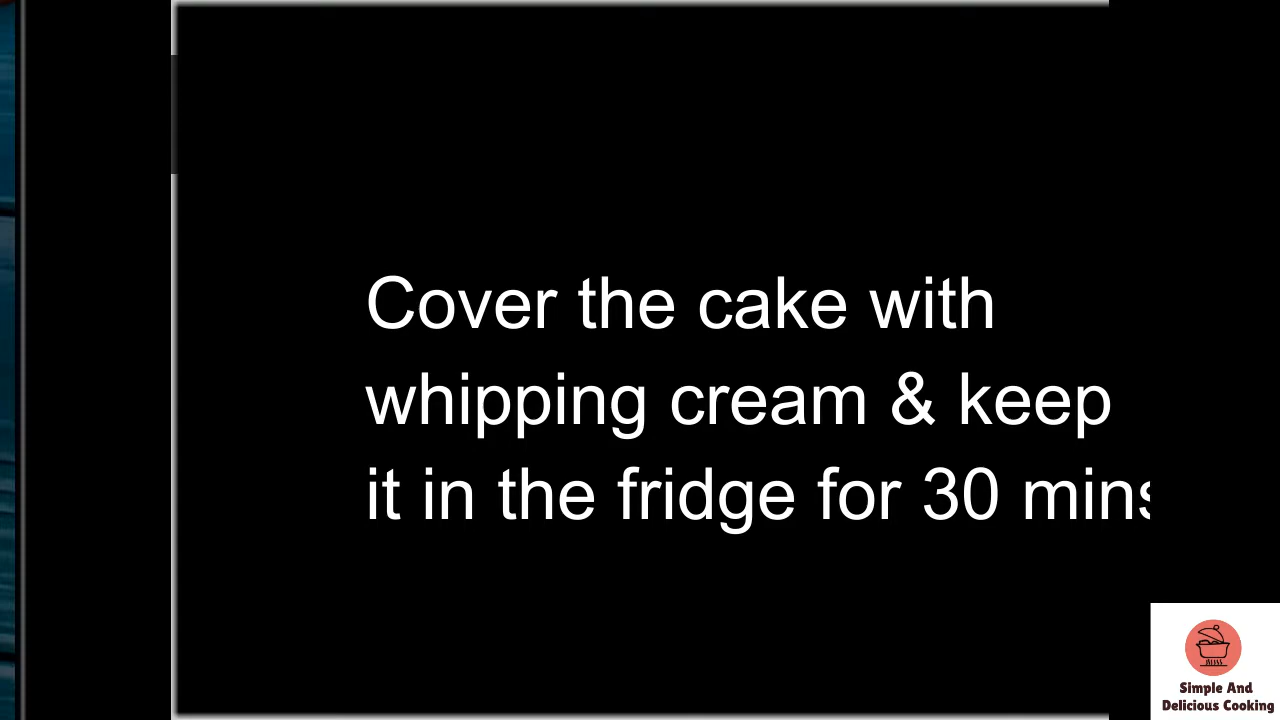 Cover the cake with
whipping cream & keep
it in the fridge for 30 mins
Simple And
Delicious Cooking